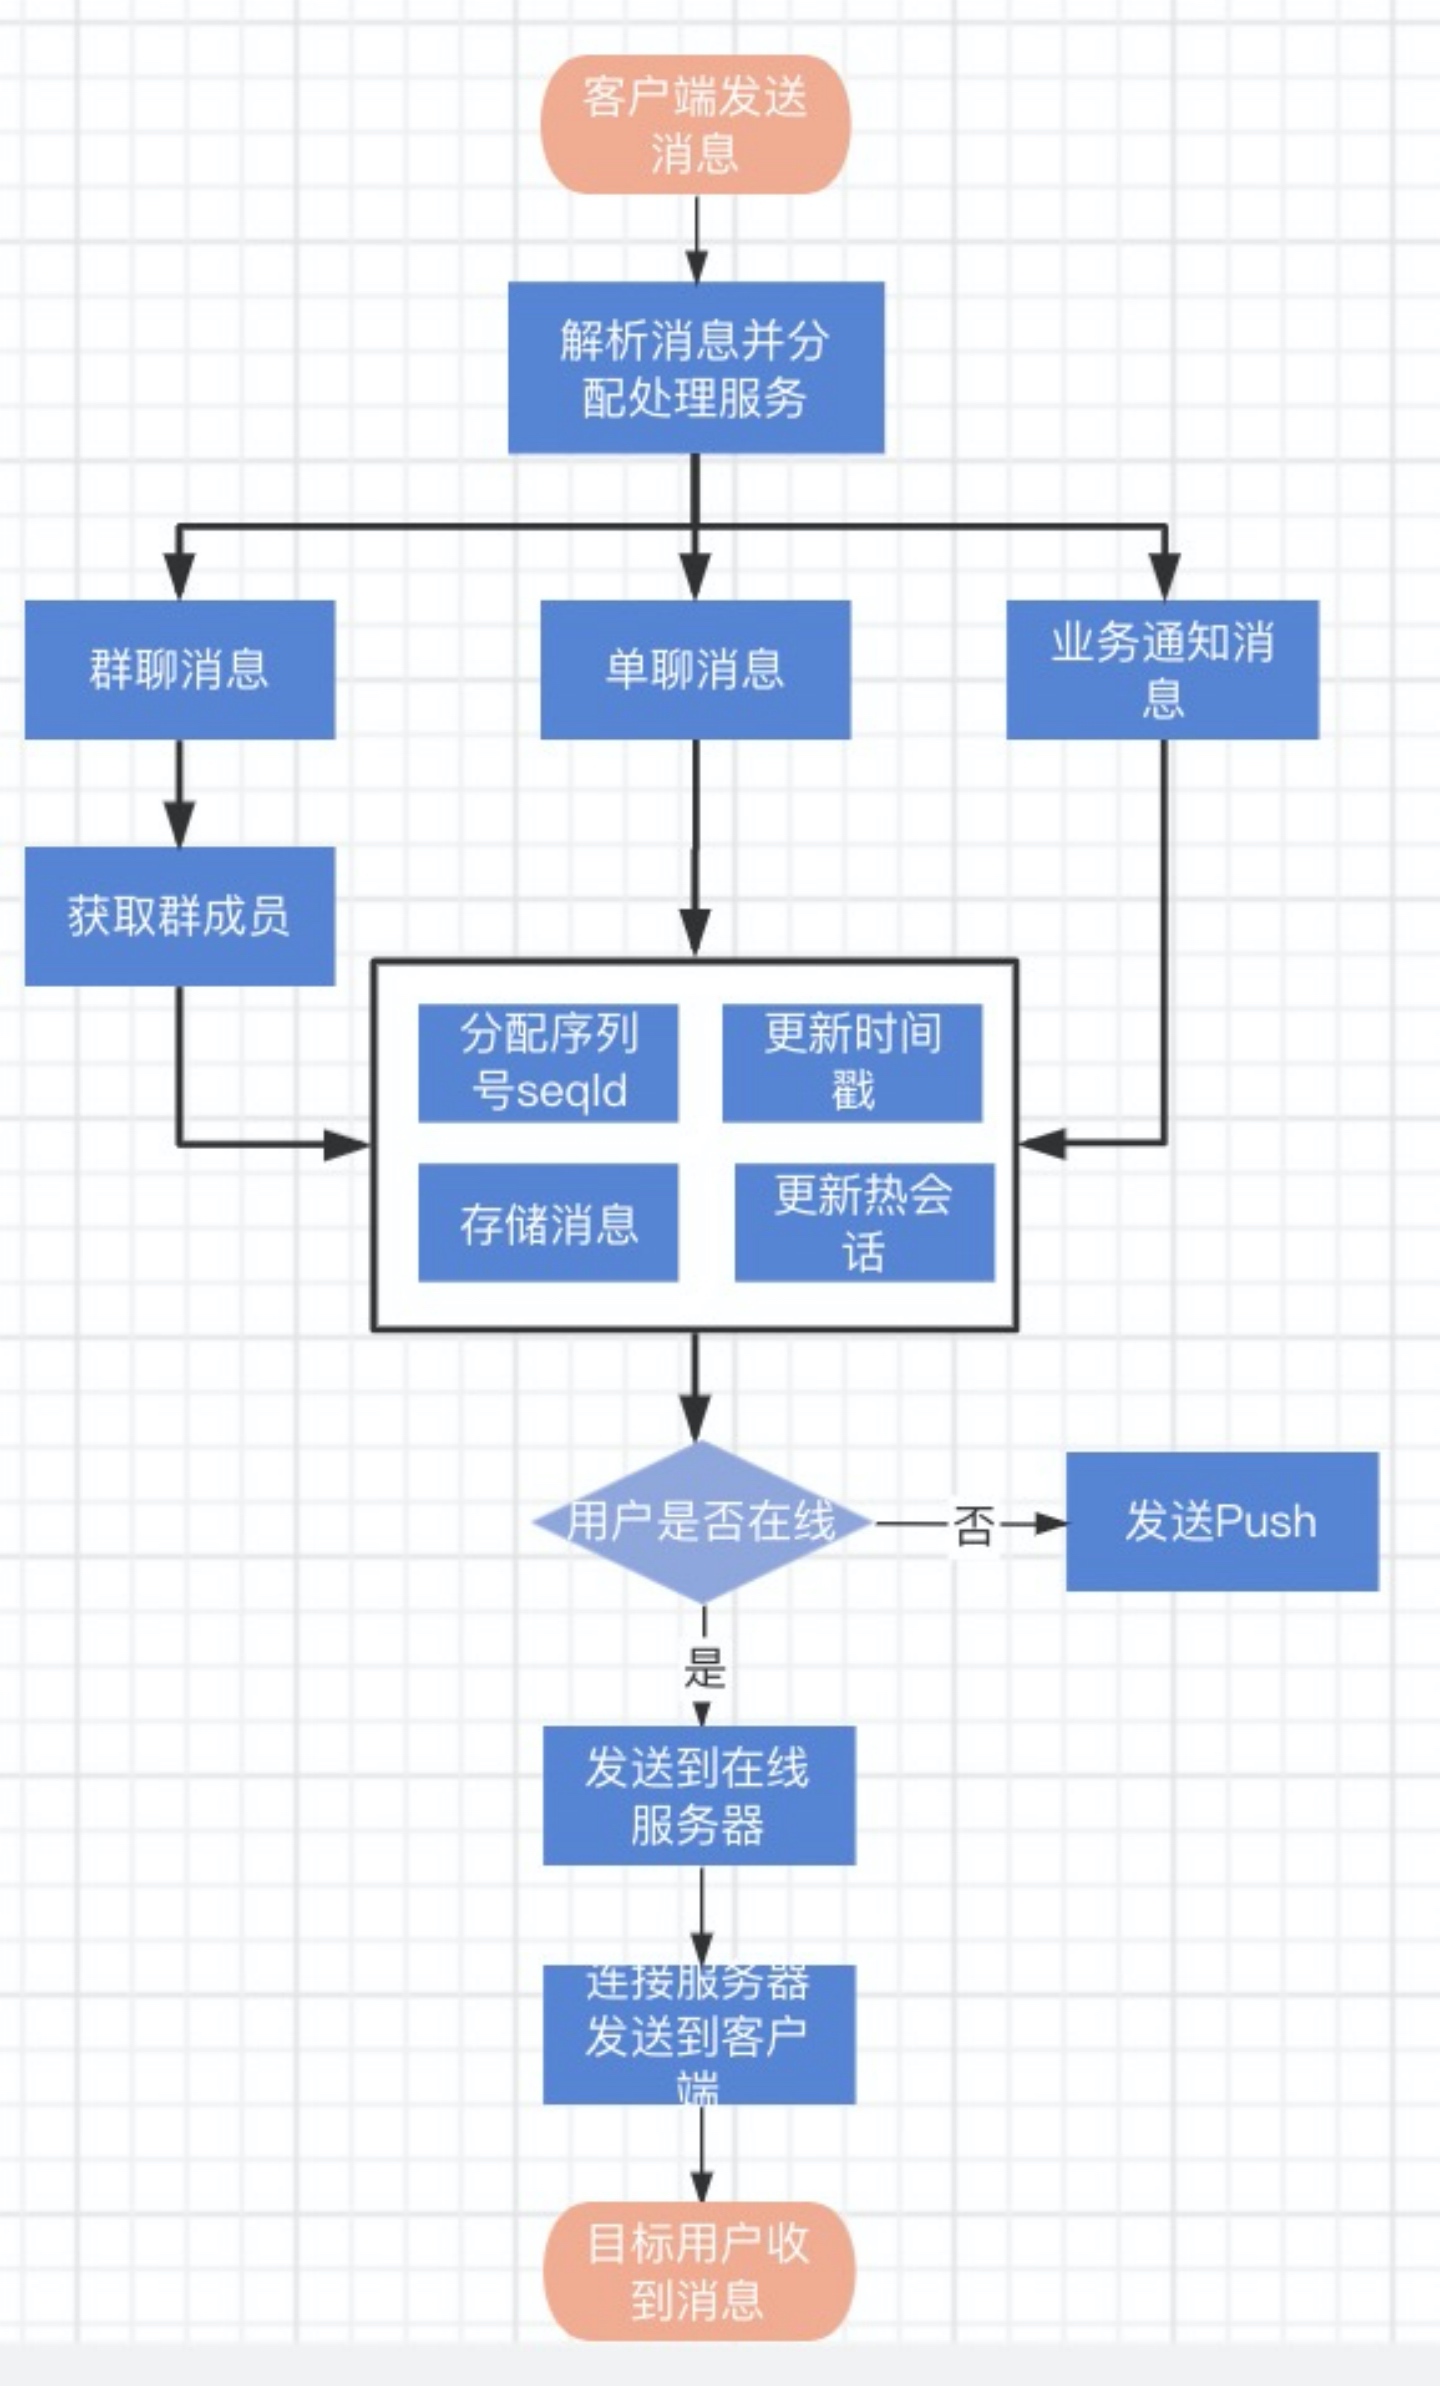 客户端发送
消息
解析消息并分
配处理服务
群聊消息
单聊消息
业务通知消
息
获取群成员
分配序列
号seqId
更新时间
戳
存储消息
更新热会
话
用户是否在线
否
发送Push
是
发送到在线
服务器
连接服务器
发送到客户
端
目标用户收
到消息